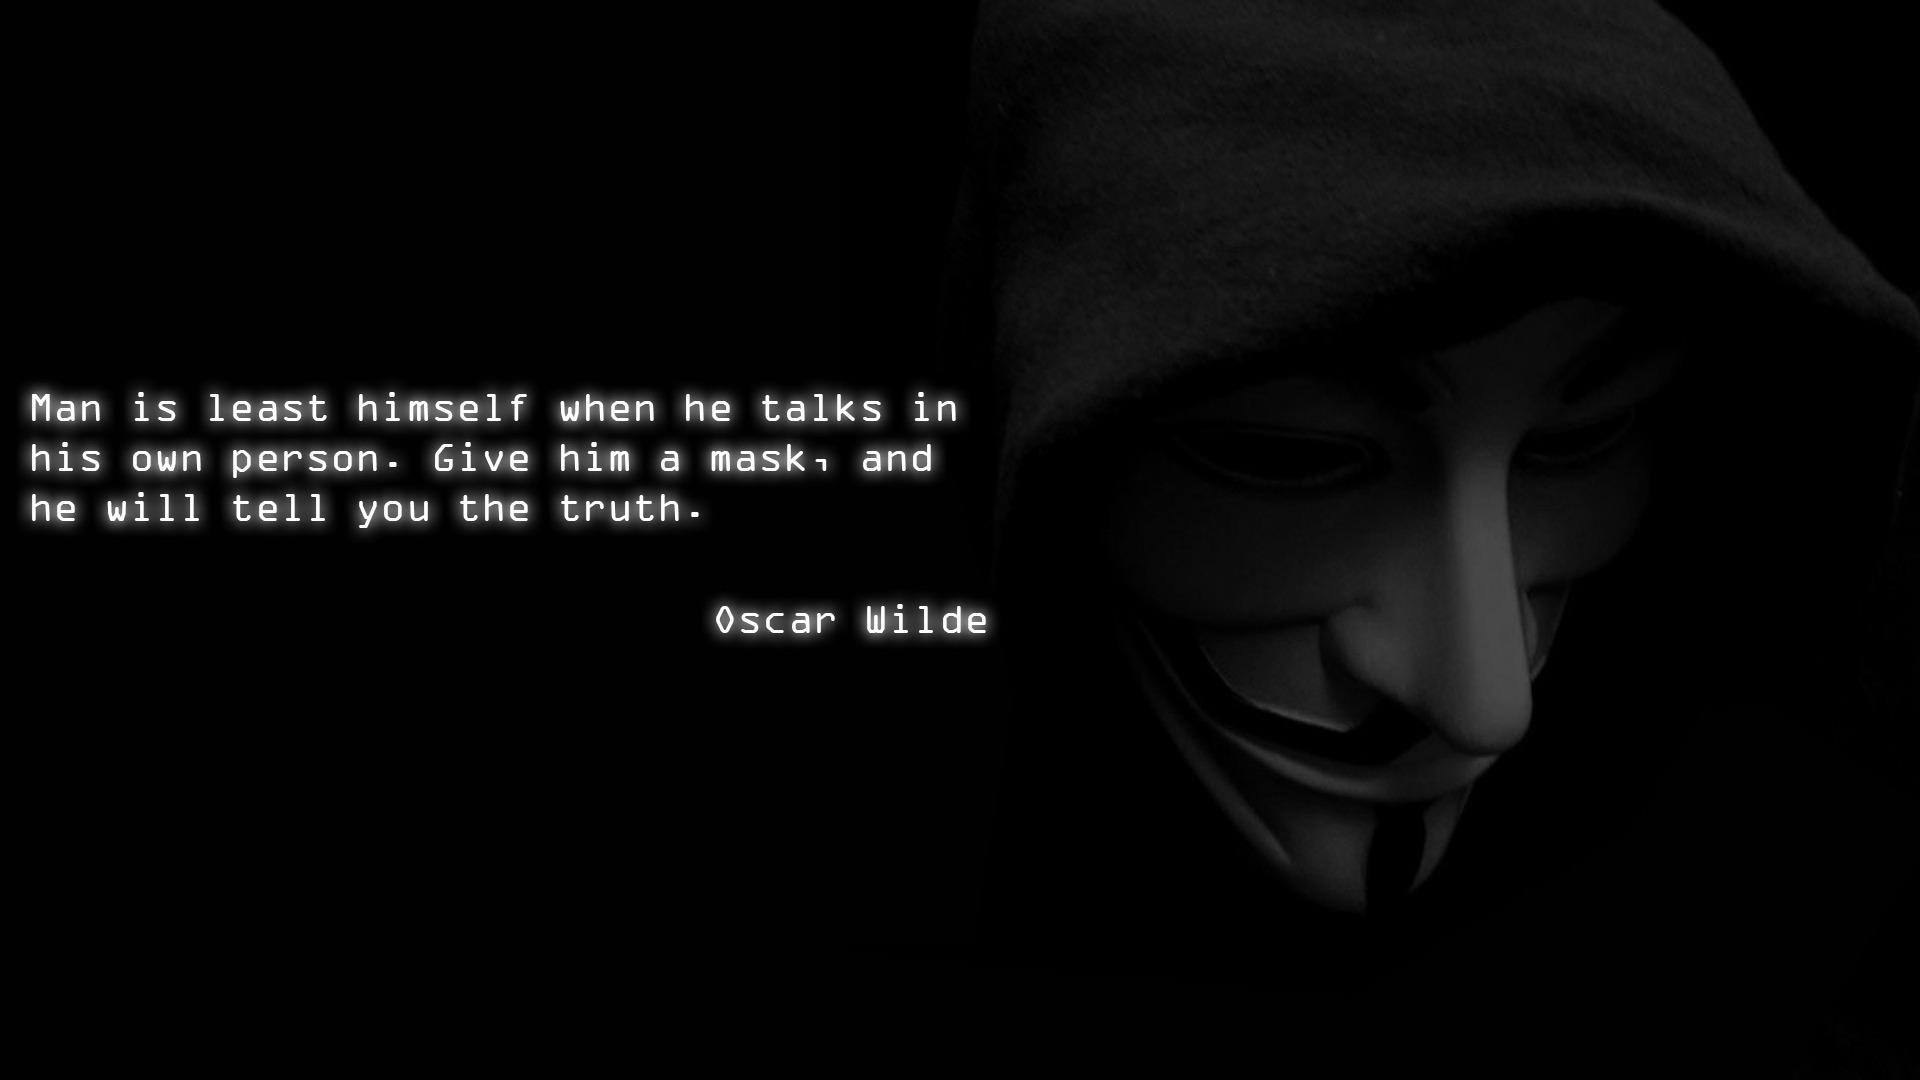 Man is least himself when he talks in
his own person. Give him a mask, and
he will tell you the truth.
Oscar Wilde